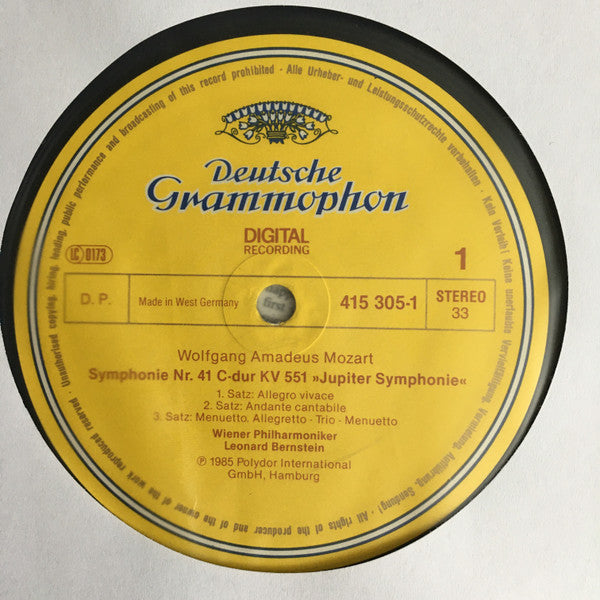 Unauthorised copying, hiring, lending, public performance and broadcasting of this record prohibited · Alle Urheber- und Leistungsschutzrechte vorbehalten · Kein Verleih! Keine unerlaubte Vervielfältigung, Vermietung, Aufführung, Sendung! · All rights of the producer and of the owner of the work reproduced reserved ·
Deutsche
Grammophon
DIGITAL
RECORDING
LC 0173
1
D. P.
Made in West Germany
first
415 305-1
STEREO
33
Wolfgang Amadeus Mozart
Symphonie Nr. 41 C-dur KV 551 »Jupiter Symphonie«
1. Satz: Allegro vivace
2. Satz: Andante cantabile
3. Satz: Menuetto. Allegretto - Trio - Menuetto
Wiener Philharmoniker
Leonard Bernstein
℗ 1985 Polydor International
GmbH, Hamburg